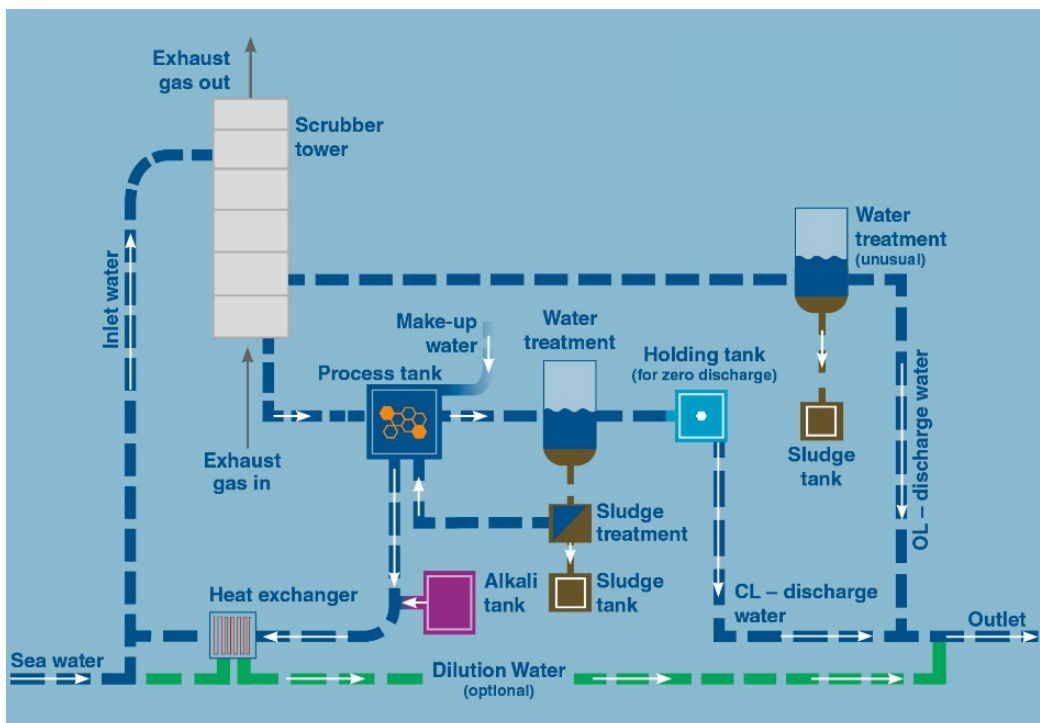 Exhaust
gas out
Scrubber
tower
Inlet water
Water
treatment
(unusual)
Make-up
water
Water
treatment
Holding tank
(for zero discharge)
Process tank
Exhaust
gas in
Sludge
tank
OL – discharge water
Sludge
treatment
Alkali
tank
Sludge
tank
CL – discharge
water
Heat exchanger
Outlet
Sea water
Dilution Water
(optional)